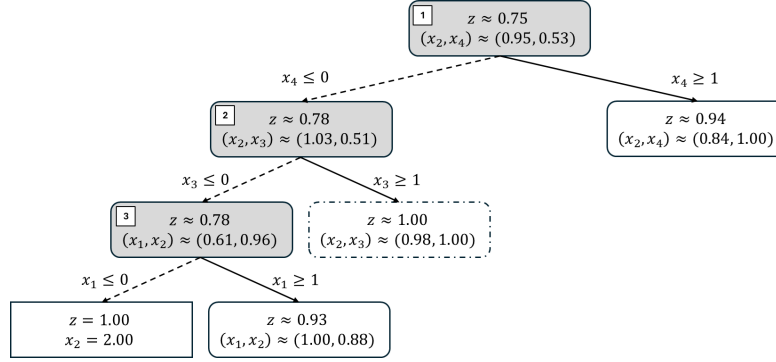 1
z ≈ 0.75
(x₂, x₄) ≈ (0.95, 0.53)
x₄ ≤ 0
x₄ ≥ 1
2
z ≈ 0.78
(x₂, x₃) ≈ (1.03, 0.51)
z ≈ 0.94
(x₂, x₄) ≈ (0.84, 1.00)
x₃ ≤ 0
x₃ ≥ 1
3
z ≈ 0.78
(x₁, x₂) ≈ (0.61, 0.96)
z ≈ 1.00
(x₂, x₃) ≈ (0.98, 1.00)
x₁ ≤ 0
x₁ ≥ 1
z = 1.00
x₂ = 2.00
z ≈ 0.93
(x₁, x₂) ≈ (1.00, 0.88)